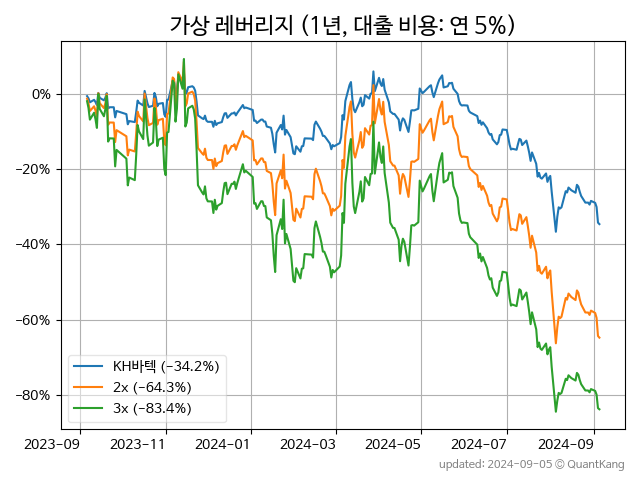 가상 레버리지 (1년, 대출 비용: 연 5%)
0%
−20%
−40%
−60%
−80%
KH바텍 (−34.2%)
2x (−64.3%)
3x (−83.4%)
2023-09 2023-11 2024-01 2024-03 2024-05 2024-07 2024-09
updated: 2024-09-05 © QuantKang